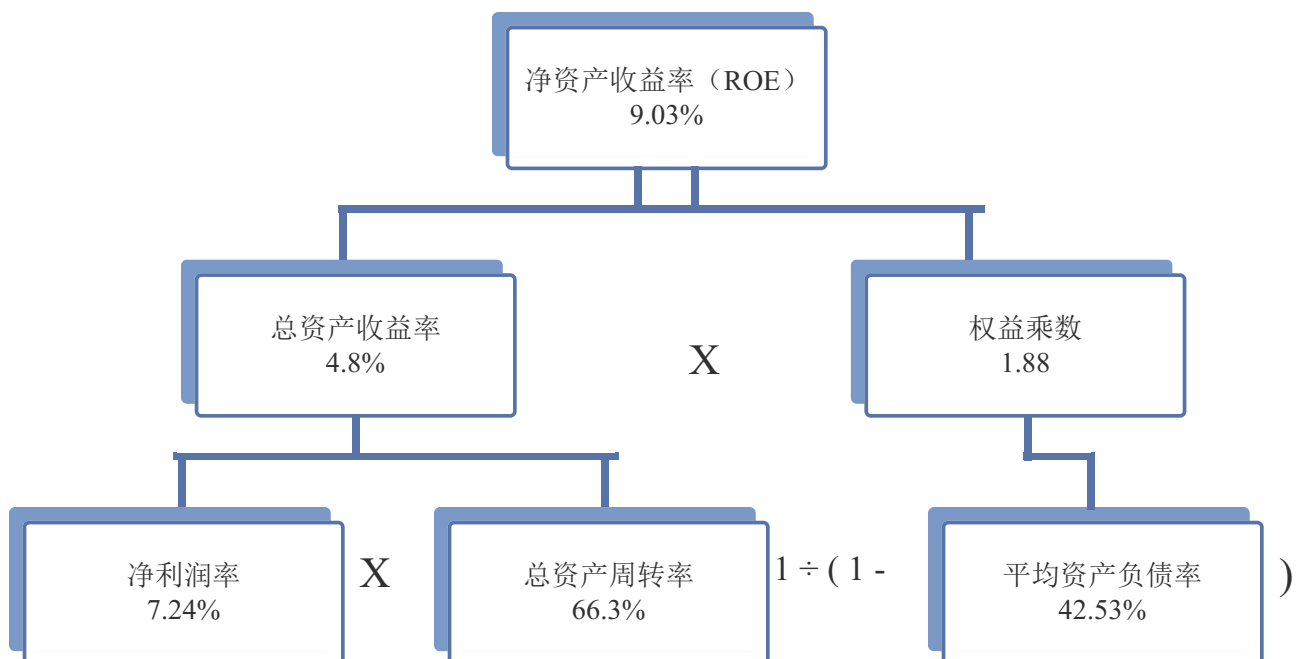 净资产收益率（ROE）
9.03%
总资产收益率
4.8%
X
权益乘数
1.88
净利润率
7.24%
X
总资产周转率
66.3%
1 ÷ ( 1 -
平均资产负债率
42.53%
)